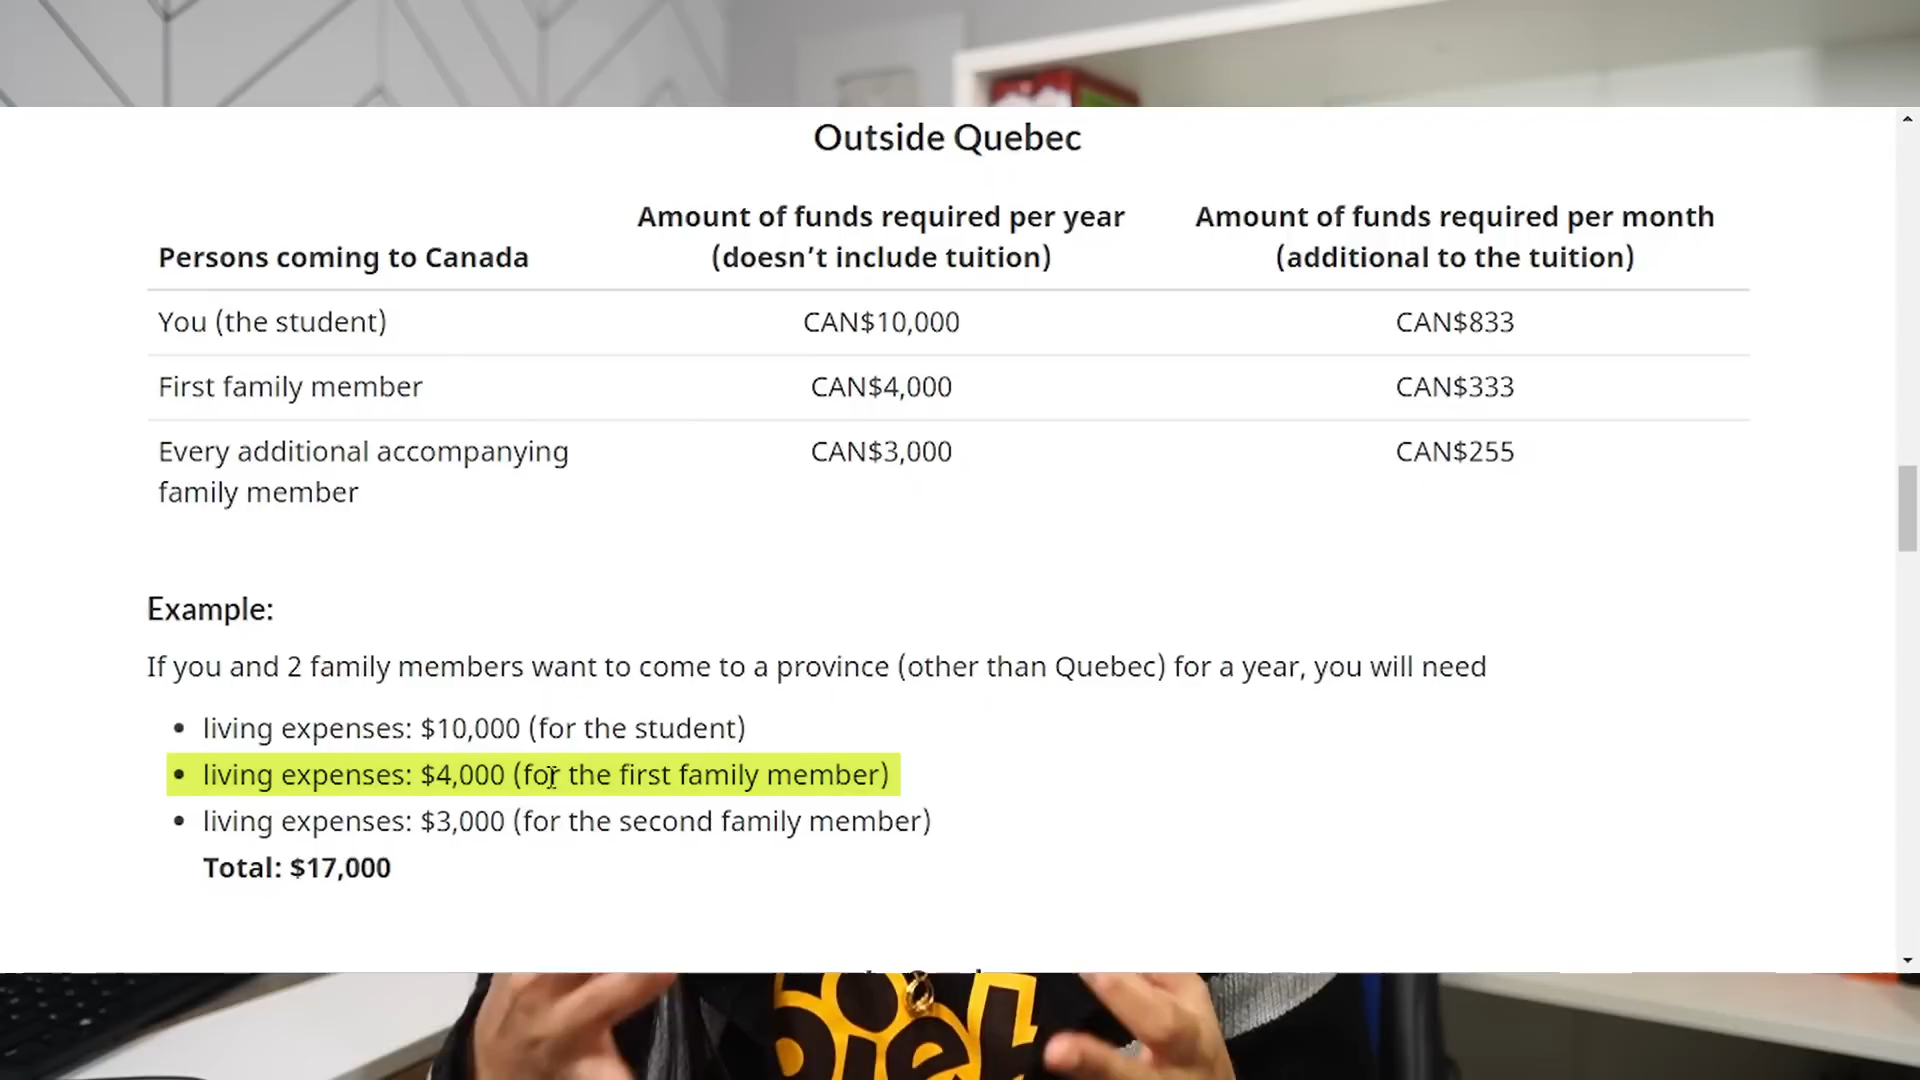 Outside Quebec
Persons coming to Canada
Amount of funds required per year
(doesn’t include tuition)
Amount of funds required per month
(additional to the tuition)
You (the student)
CAN$10,000
CAN$833
First family member
CAN$4,000
CAN$333
Every additional accompanying
family member
CAN$3,000
CAN$255
Example:
If you and 2 family members want to come to a province (other than Quebec) for a year, you will need
• living expenses: $10,000 (for the student)
• living expenses: $4,000 (for the first family member)
• living expenses: $3,000 (for the second family member)
Total: $17,000